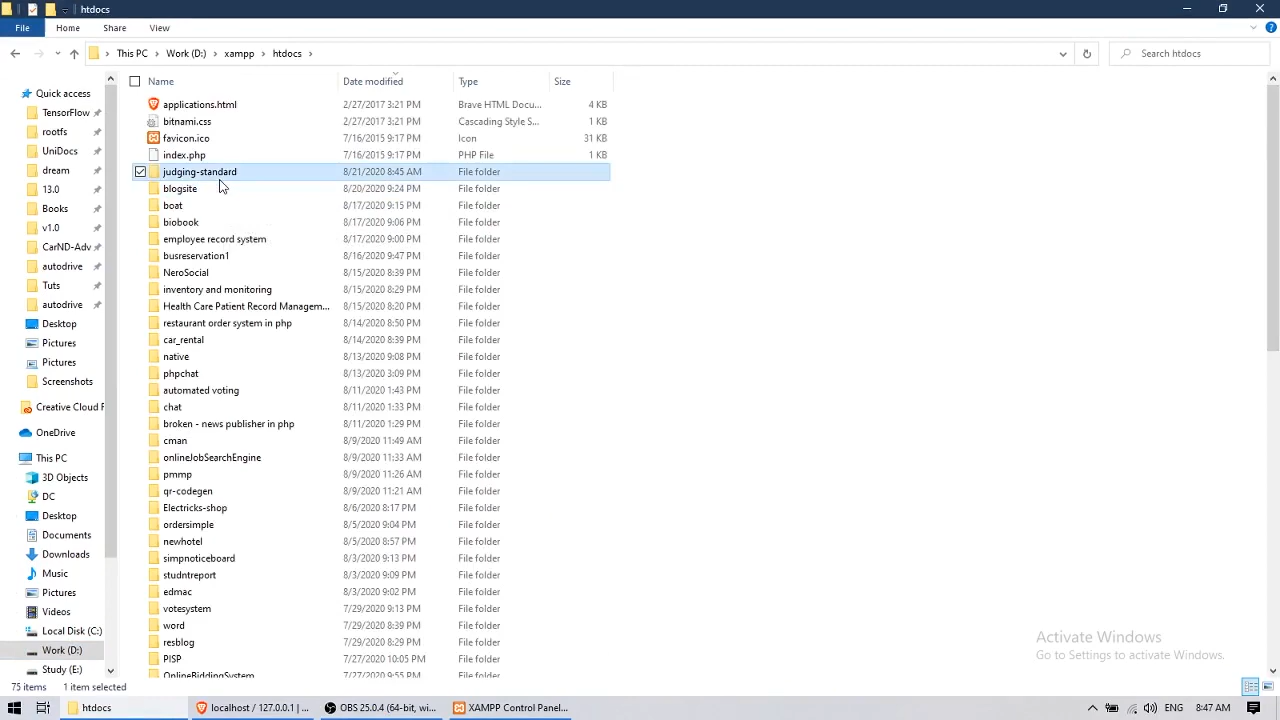 htdocs
File Home Share View
This PC > Work (D:) > xampp > htdocs >
Search htdocs
Name Date modified Type Size
applications.html 2/27/2017 3:21 PM Brave HTML Docu... 4 KB
bitnami.css 2/27/2017 3:21 PM Cascading Style S... 1 KB
favicon.ico 7/16/2015 9:17 PM Icon 31 KB
index.php 7/16/2015 9:17 PM PHP File 1 KB
judging-standard 8/21/2020 8:45 AM File folder
blogsite 8/20/2020 9:24 PM File folder
boat 8/17/2020 9:15 PM File folder
biobook 8/17/2020 9:06 PM File folder
employee record system 8/17/2020 9:00 PM File folder
busreservation1 8/16/2020 9:47 PM File folder
NeroSocial 8/15/2020 8:39 PM File folder
inventory and monitoring 8/15/2020 8:29 PM File folder
Health Care Patient Record Managem... 8/15/2020 8:20 PM File folder
restaurant order system in php 8/14/2020 8:50 PM File folder
car_rental 8/14/2020 8:39 PM File folder
native 8/13/2020 9:08 PM File folder
phpchat 8/13/2020 3:09 PM File folder
automated voting 8/11/2020 1:43 PM File folder
chat 8/11/2020 1:33 PM File folder
broken - news publisher in php 8/11/2020 1:29 PM File folder
cman 8/9/2020 11:49 AM File folder
onlineJobSearchEngine 8/9/2020 11:33 AM File folder
pmmp 8/9/2020 11:26 AM File folder
qr-codegen 8/9/2020 11:21 AM File folder
Electricks-shop 8/6/2020 8:17 PM File folder
ordersimple 8/5/2020 9:04 PM File folder
newhotel 8/5/2020 8:57 PM File folder
simpnoticeboard 8/3/2020 9:13 PM File folder
studntreport 8/3/2020 9:09 PM File folder
edmac 8/3/2020 9:02 PM File folder
votesystem 7/29/2020 9:13 PM File folder
word 7/29/2020 8:39 PM File folder
resblog 7/29/2020 8:29 PM File folder
PISP 7/27/2020 10:05 PM File folder
OnlineBiddingSystem 7/27/2020 9:55 PM File folder
Quick access
TensorFlow
rootfs
UniDocs
dream
13.0
Books
v1.0
CarND-Adv
autodrive
Tuts
autodrive
Desktop
Pictures
Pictures
Screenshots
Creative Cloud F
OneDrive
This PC
3D Objects
DC
Desktop
Documents
Downloads
Music
Pictures
Videos
Local Disk (C:)
Work (D:)
Study (E:)
Activate Windows
Go to Settings to activate Windows.
75 items 1 item selected
htdocs localhost / 127.0.0.1 | ... OBS 25.0.4 (64-bit, wi... XAMPP Control Panel... ENG 8:47 AM